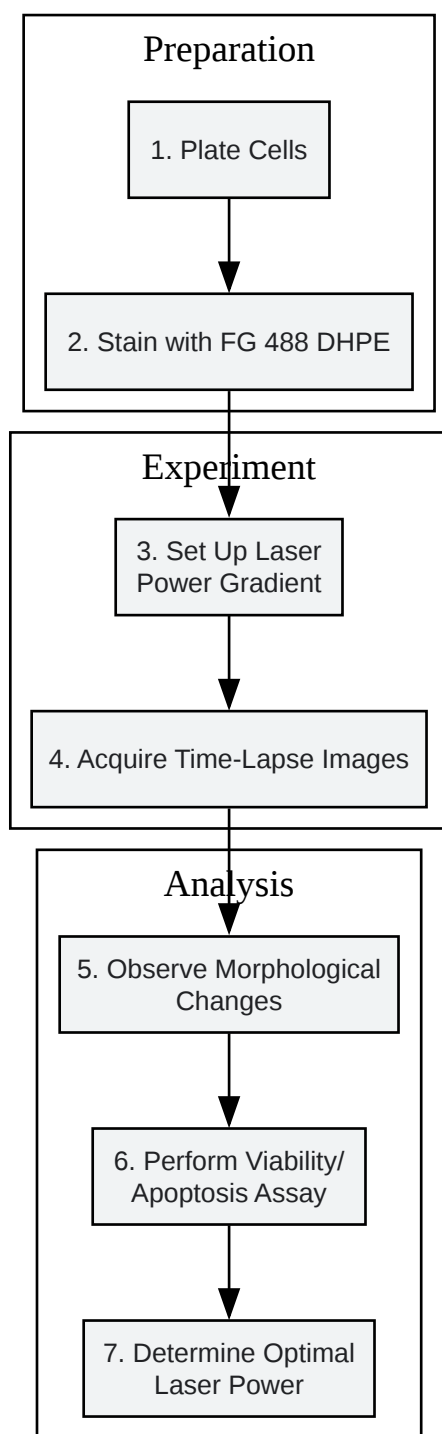 Preparation
1. Plate Cells
2. Stain with FG 488 DHPE
Experiment
3. Set Up Laser
Power Gradient
4. Acquire Time-Lapse Images
Analysis
5. Observe Morphological
Changes
6. Perform Viability/
Apoptosis Assay
7. Determine Optimal
Laser Power